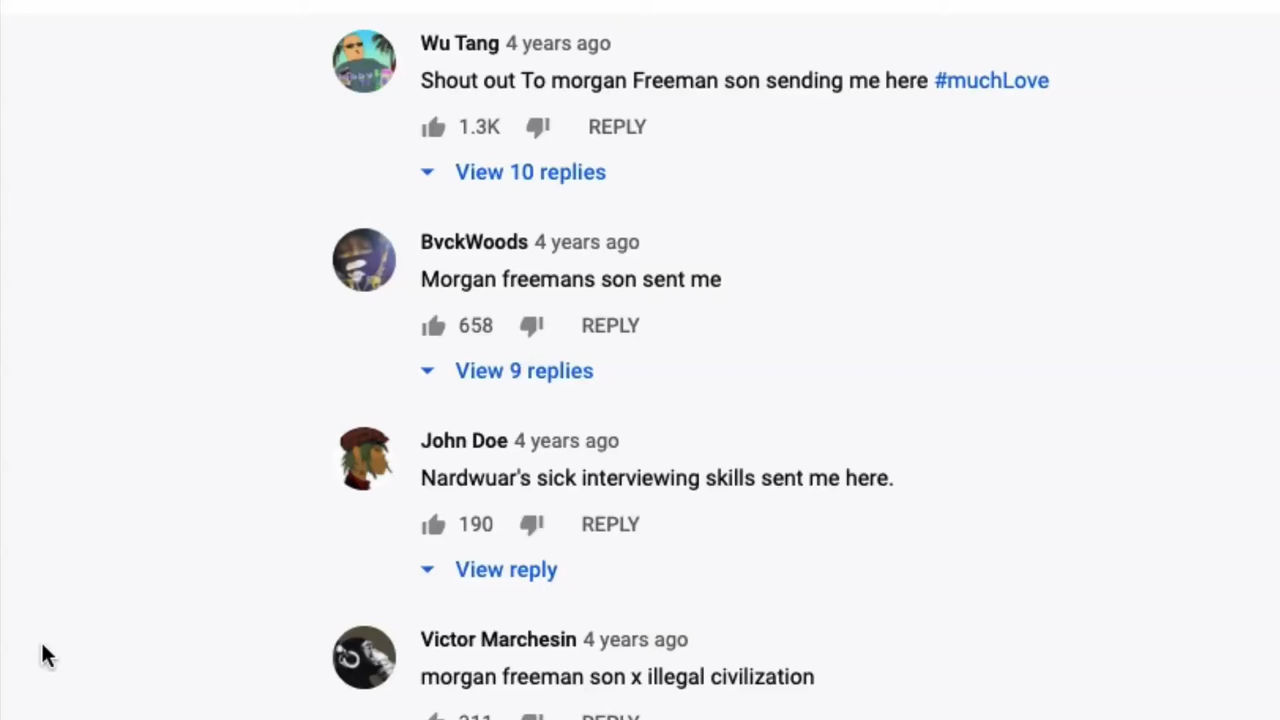 Wu Tang 4 years ago
Shout out To morgan Freeman son sending me here #muchLove
1.3K REPLY
View 10 replies
BvckWoods 4 years ago
Morgan freemans son sent me
658 REPLY
View 9 replies
John Doe 4 years ago
Nardwuar's sick interviewing skills sent me here.
190 REPLY
View reply
Victor Marchesin 4 years ago
morgan freeman son x illegal civilization
211 REPLY